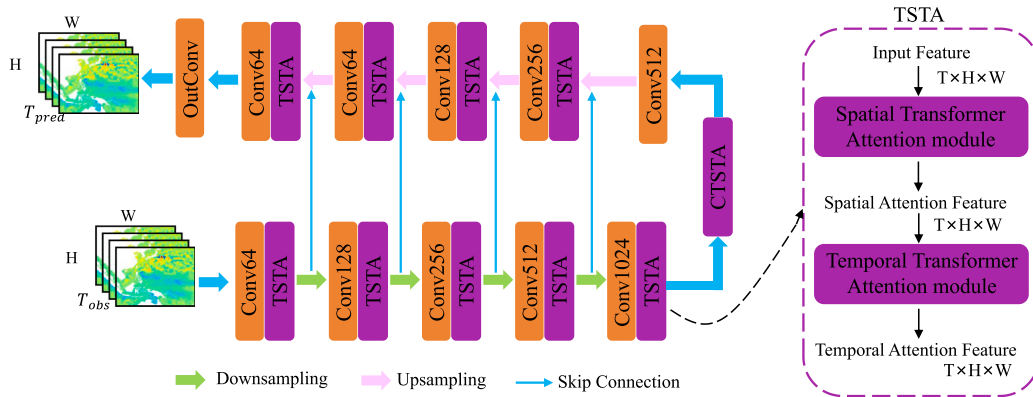 W
H
T_pred
OutConv
Conv64
TSTA
Conv64
TSTA
Conv128
TSTA
Conv256
TSTA
Conv512
CTSTA
W
H
T_obs
Conv64
TSTA
Conv128
TSTA
Conv256
TSTA
Conv512
TSTA
Conv1024
TSTA
Downsampling
Upsampling
Skip Connection
TSTA
Input Feature
T×H×W
Spatial Transformer
Attention module
Spatial Attention Feature
T×H×W
Temporal Transformer
Attention module
Temporal Attention Feature
T×H×W